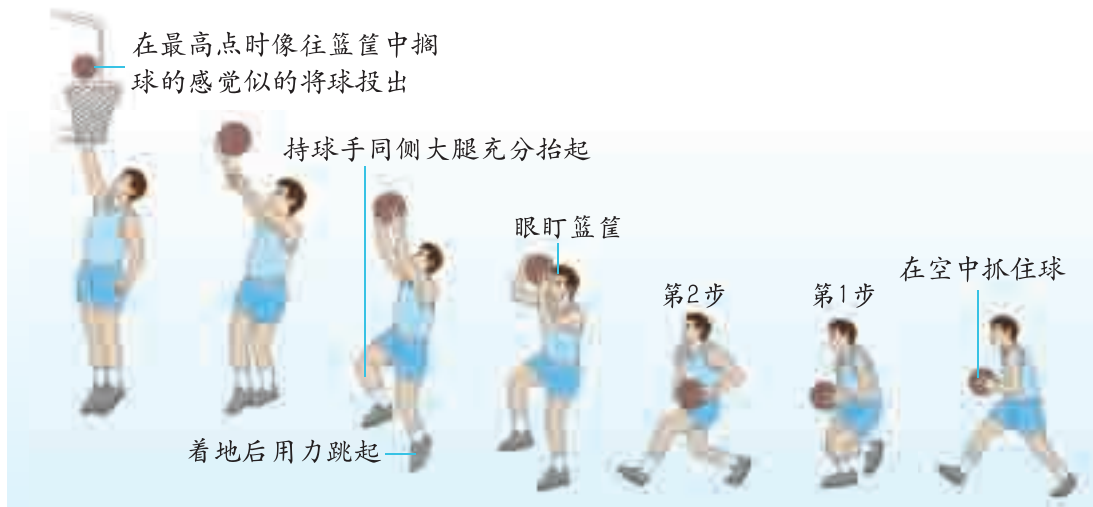 在最高点时像往篮筐中搁
球的感觉似的将球投出
持球手同侧大腿充分抬起
眼盯篮筐
在空中抓住球
第2步
第1步
着地后用力跳起